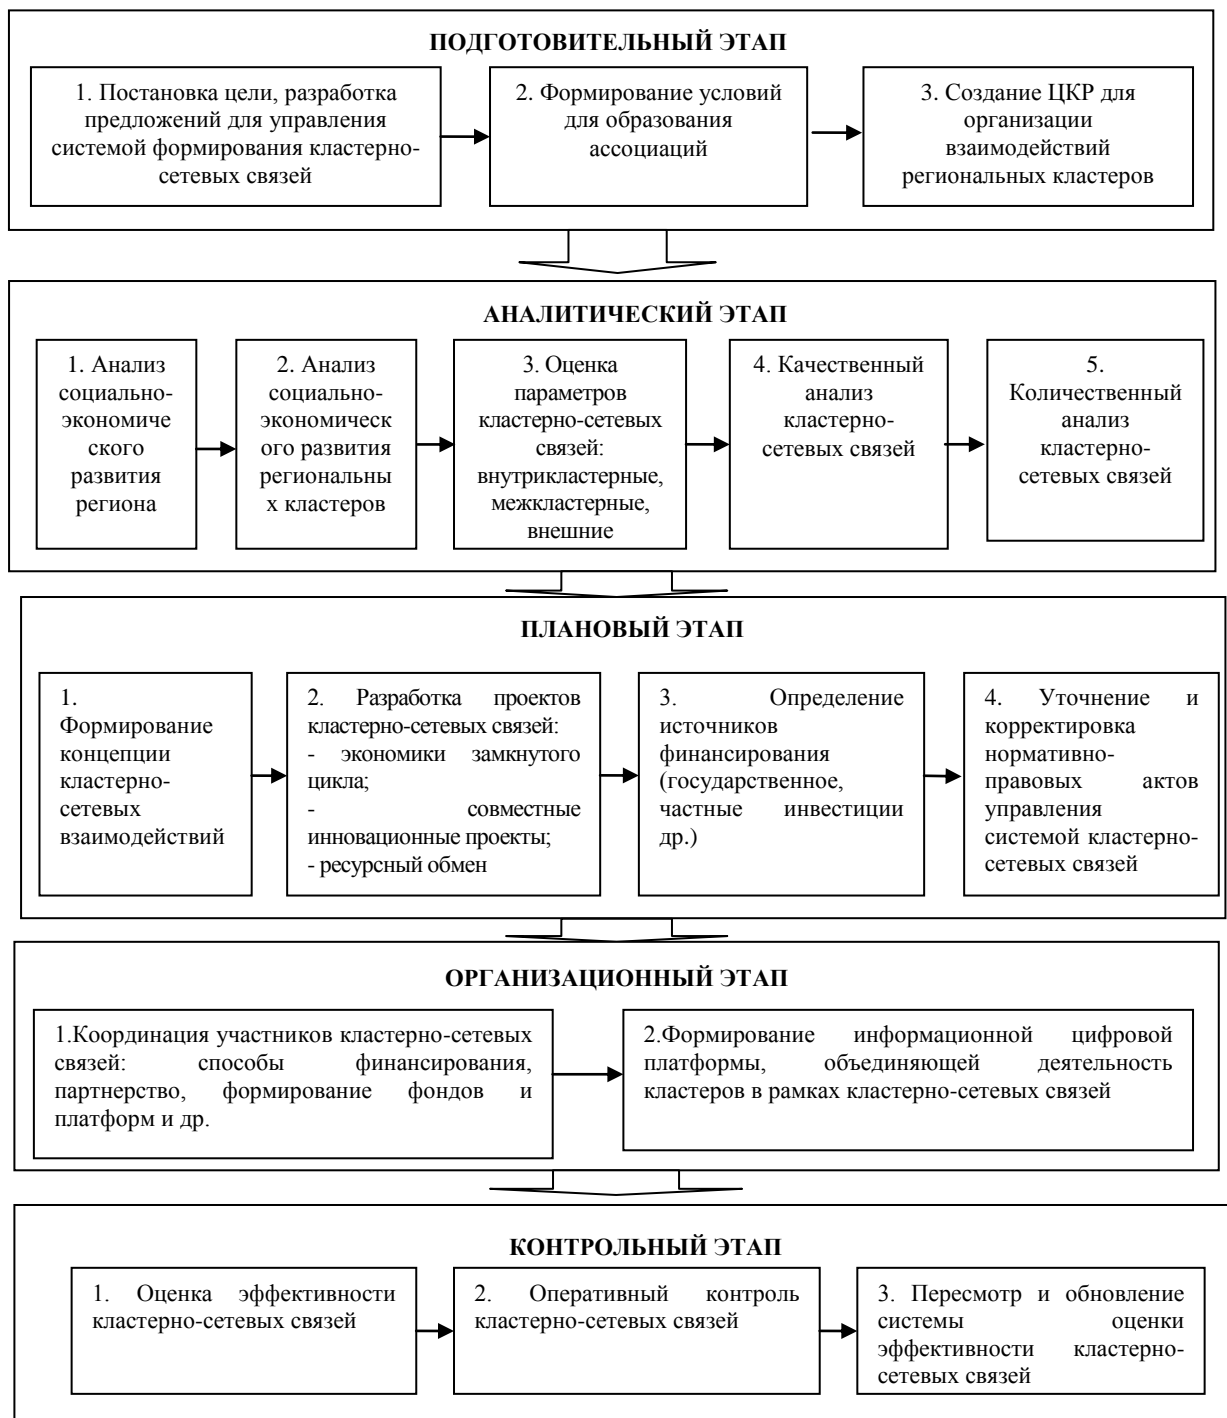 ПОДГОТОВИТЕЛЬНЫЙ ЭТАП
1. Постановка цели, разработка
предложений для управления
системой формирования кластерно-
сетевых связей
2. Формирование условий
для образования
ассоциаций
3. Создание ЦКР для
организации
взаимодействий
региональных кластеров
АНАЛИТИЧЕСКИЙ ЭТАП
1. Анализ
социально-
экономиче
ского
развития
региона
2. Анализ
социально-
экономическ
ого развития
региональны
х кластеров
3. Оценка
параметров
кластерно-сетевых
связей:
внутрикластерные,
межкластерные,
внешние
4. Качественный
анализ
кластерно-
сетевых связей
5.
Количественный
анализ
кластерно-
сетевых связей
ПЛАНОВЫЙ ЭТАП
1.
Формирование
концепции
кластерно-
сетевых
взаимодействий
2. Разработка проектов
кластерно-сетевых связей:
- экономики замкнутого
цикла;
- совместные
инновационные проекты;
- ресурсный обмен
3. Определение
источников
финансирования
(государственное,
частные инвестиции
др.)
4. Уточнение и
корректировка
нормативно-
правовых актов
управления
системой кластерно-
сетевых связей
ОРГАНИЗАЦИОННЫЙ ЭТАП
1.Координация участников кластерно-сетевых
связей: способы финансирования,
партнерство, формирование фондов и
платформ и др.
2.Формирование информационной цифровой
платформы, объединяющей деятельность
кластеров в рамках кластерно-сетевых связей
КОНТРОЛЬНЫЙ ЭТАП
1. Оценка эффективности
кластерно-сетевых связей
2. Оперативный контроль
кластерно-сетевых связей
3. Пересмотр и обновление
системы оценки
эффективности кластерно-
сетевых связей